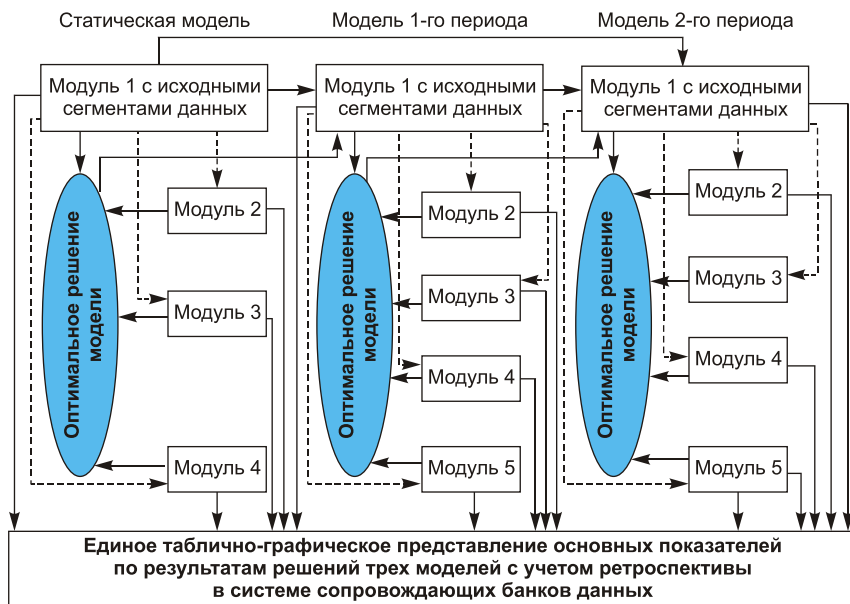 Статическая модель
Модель 1-го периода
Модель 2-го периода
Модуль 1 с исходными
сегментами данных
Модуль 1 с исходными
сегментами данных
Модуль 1 с исходными
сегментами данных
Оптимальное решение
модели
Модуль 2
Модуль 3
Модуль 4
Оптимальное решение
модели
Модуль 2
Модуль 3
Модуль 4
Модуль 5
Оптимальное решение
модели
Модуль 2
Модуль 3
Модуль 4
Модуль 5
Единое таблично-графическое представление основных показателей
по результатам решений трех моделей с учетом ретроспективы
в системе сопровождающих банков данных